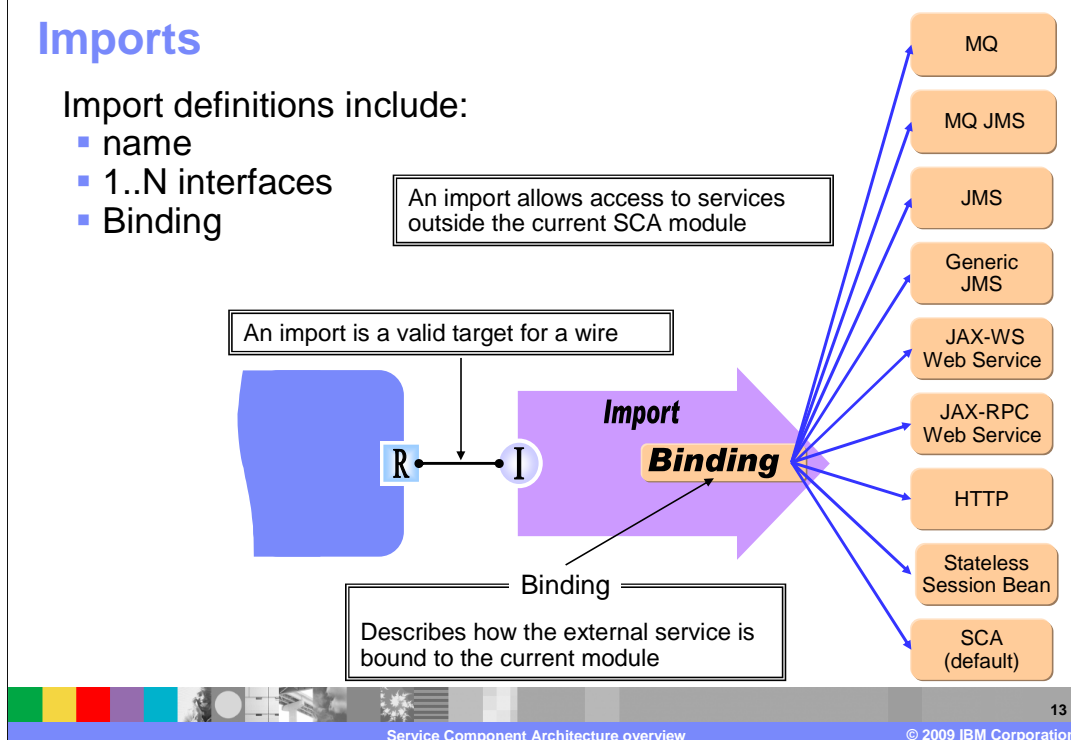 Imports
Import definitions include:
name
1..N interfaces
Binding
An import allows access to services
outside the current SCA module
An import is a valid target for a wire
R
I
Import
Binding
Binding
Describes how the external service is
bound to the current module
MQ
MQ JMS
JMS
Generic
JMS
JAX-WS
Web Service
JAX-RPC
Web Service
HTTP
Stateless
Session Bean
SCA
(default)
13
Service Component Architecture overview
© 2009 IBM Corporation